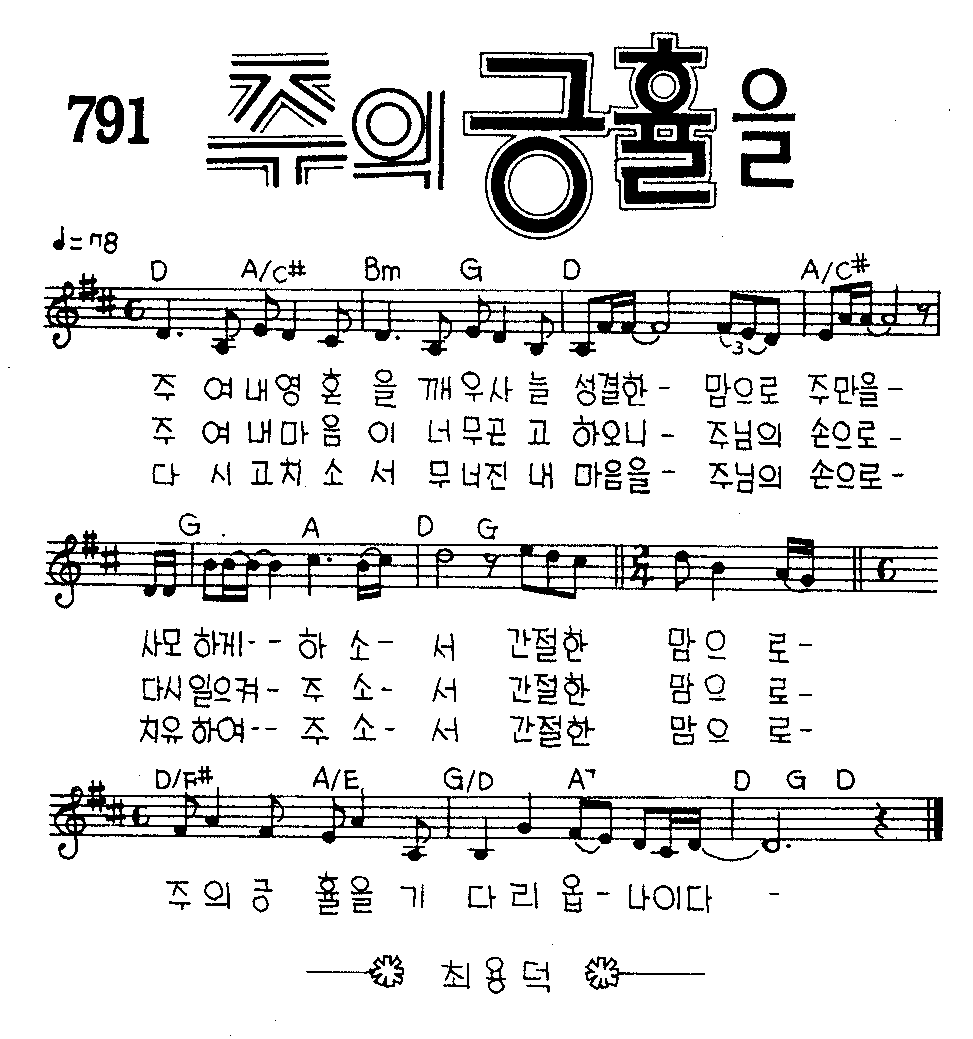 791 주의 긍휼을
♩=78
D A/C# Bm G D A/C#
주 여 내 영 혼 을 깨 우 사 늘 성결한- 맘으로 주만을-
주 여 내 마 음 이 너 무 곤 고 하오니- 주님의 손으로-
다 시 고 치 소 서 무 너 진 내 마음을- 주님의 손으로-
G A D G
사모 하게-- 하 소- 서 간절한 맘 으 로-
다시 일으켜- 주 소- 서 간절한 맘 으 로-
치유 하여-- 주 소- 서 간절한 맘 으 로-
D/F# A/E G/D A7 D G D
주 의 긍 휼을 기 다 리 옵- 나이다 -
최 용 덕